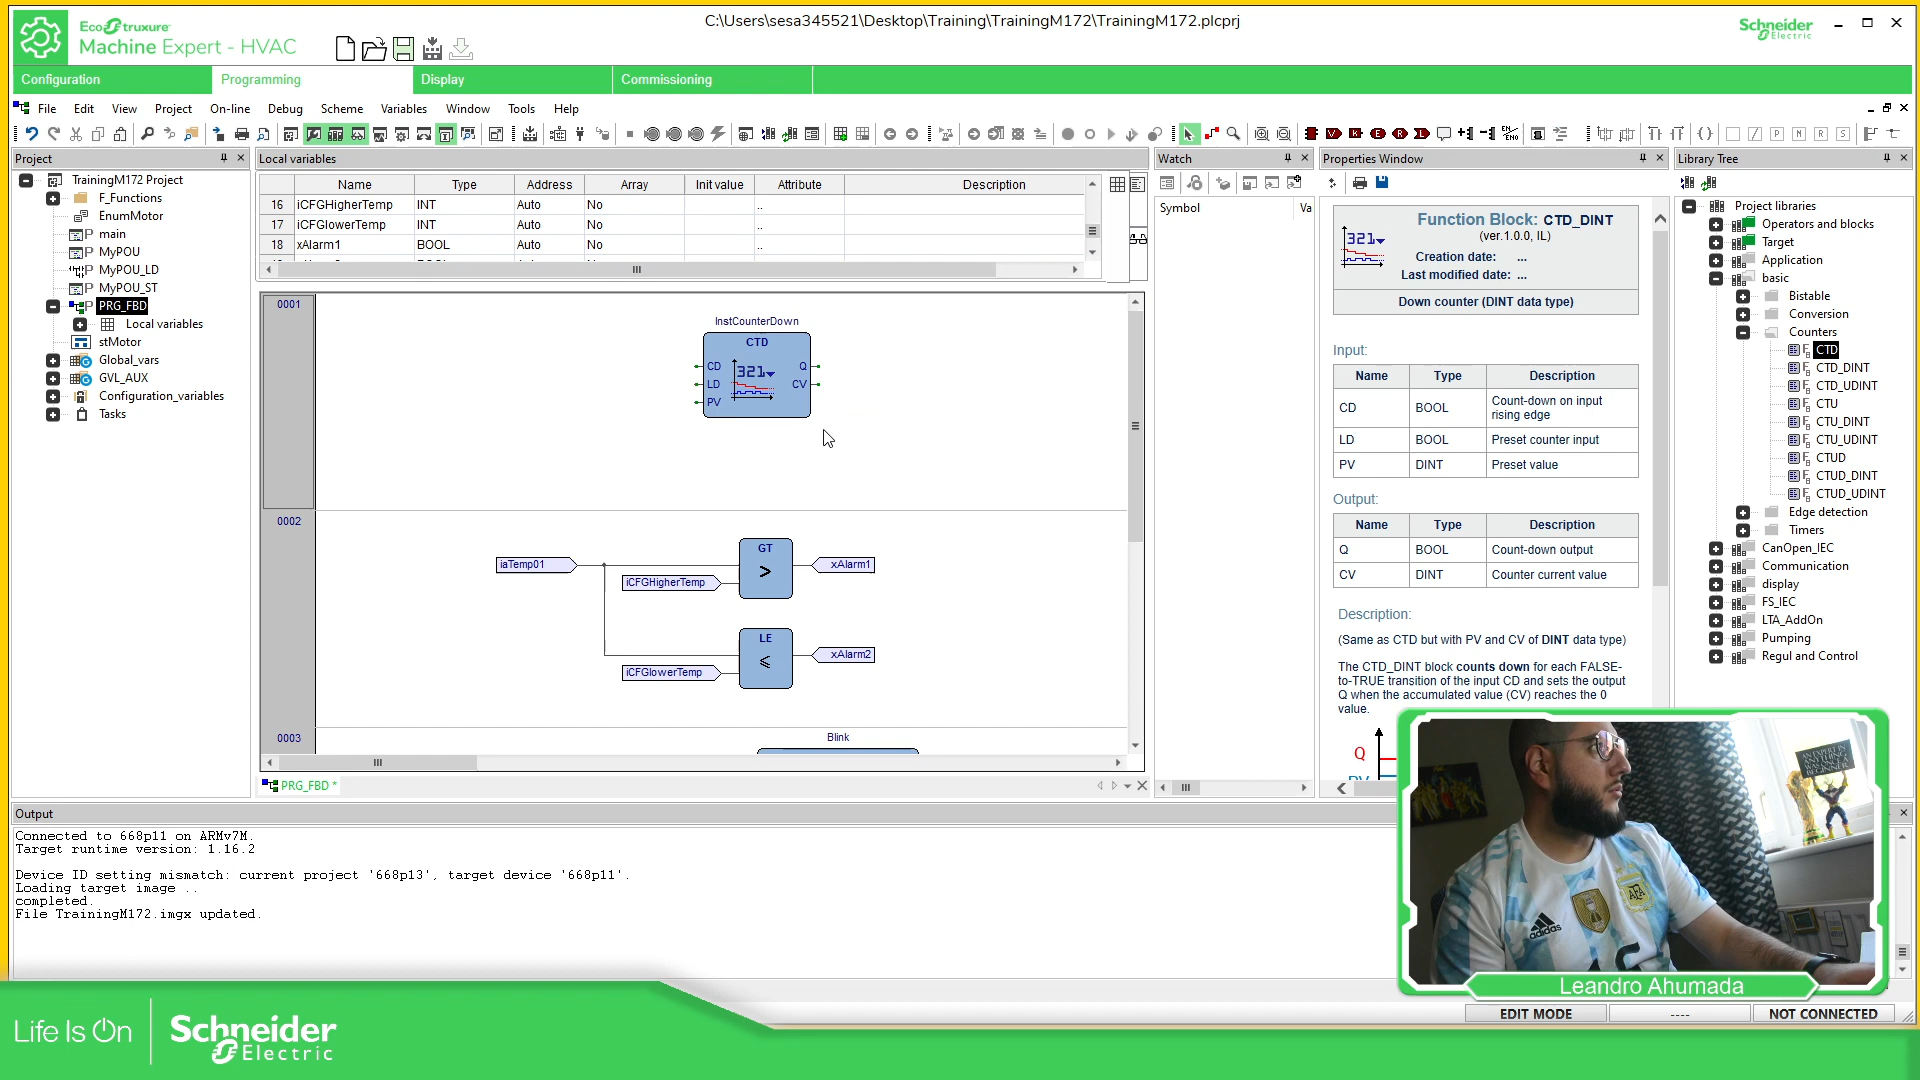 C:\Users\sesa345521\Desktop\Training\TrainingM172\TrainingM172.plcprj
EcoStruxure
Machine Expert - HVAC
Schneider
Electric
Configuration
Programming
Display
Commissioning
File Edit View Project On-line Debug Scheme Variables Window Tools Help
Project
TrainingM172 Project
F_Functions
EnumMotor
main
MyPOU
MyPOU_LD
MyPOU_ST
PRG_FBD
Local variables
stMotor
Global_vars
GVL_AUX
Configuration_variables
Tasks
Local variables
Name Type Address Array Init value Attribute Description
16 iCFGHigherTemp INT Auto No ..
17 iCFGlowerTemp INT Auto No ..
18 xAlarm1 BOOL Auto No ..
0001
InstCounterDown
CTD
CD 321 Q
LD CV
PV
0002
iaTemp01
GT
>
iCFGHigherTemp
xAlarm1
LE
≤
iCFGlowerTemp
xAlarm2
0003
Blink
PRG_FBD *
Watch
Symbol Va
Properties Window
321
Function Block: CTD_DINT
(ver.1.0.0, IL)
Creation date: ...
Last modified date: ...
Down counter (DINT data type)
Input:
Name Type Description
CD BOOL Count-down on input rising edge
LD BOOL Preset counter input
PV DINT Preset value
Output:
Name Type Description
Q BOOL Count-down output
CV DINT Counter current value
Description:
(Same as CTD but with PV and CV of DINT data type)
The CTD_DINT block counts down for each FALSE-
to-TRUE transition of the input CD and sets the output
Q when the accumulated value (CV) reaches the 0
value.
Q
Library Tree
Project libraries
Operators and blocks
Target
Application
basic
Bistable
Conversion
Counters
CTD
CTD_DINT
CTD_UDINT
CTU
CTU_DINT
CTU_UDINT
CTUD
CTUD_DINT
CTUD_UDINT
Edge detection
Timers
CanOpen_IEC
Communication
display
FS_IEC
LTA_AddOn
Pumping
Regul and Control
Output
Connected to 668p11 on ARMv7M.
Target runtime version: 1.16.2
Device ID setting mismatch: current project '668p13', target device '668p11'.
Loading target image ..
completed.
File TrainingM172.imgx updated.
AN EXPERT IN
ANYTHING
WAS ONCE A
BEGINNER
adidas
AFA
Leandro Ahumada
EDIT MODE
----
NOT CONNECTED
Life Is On
Schneider
Electric